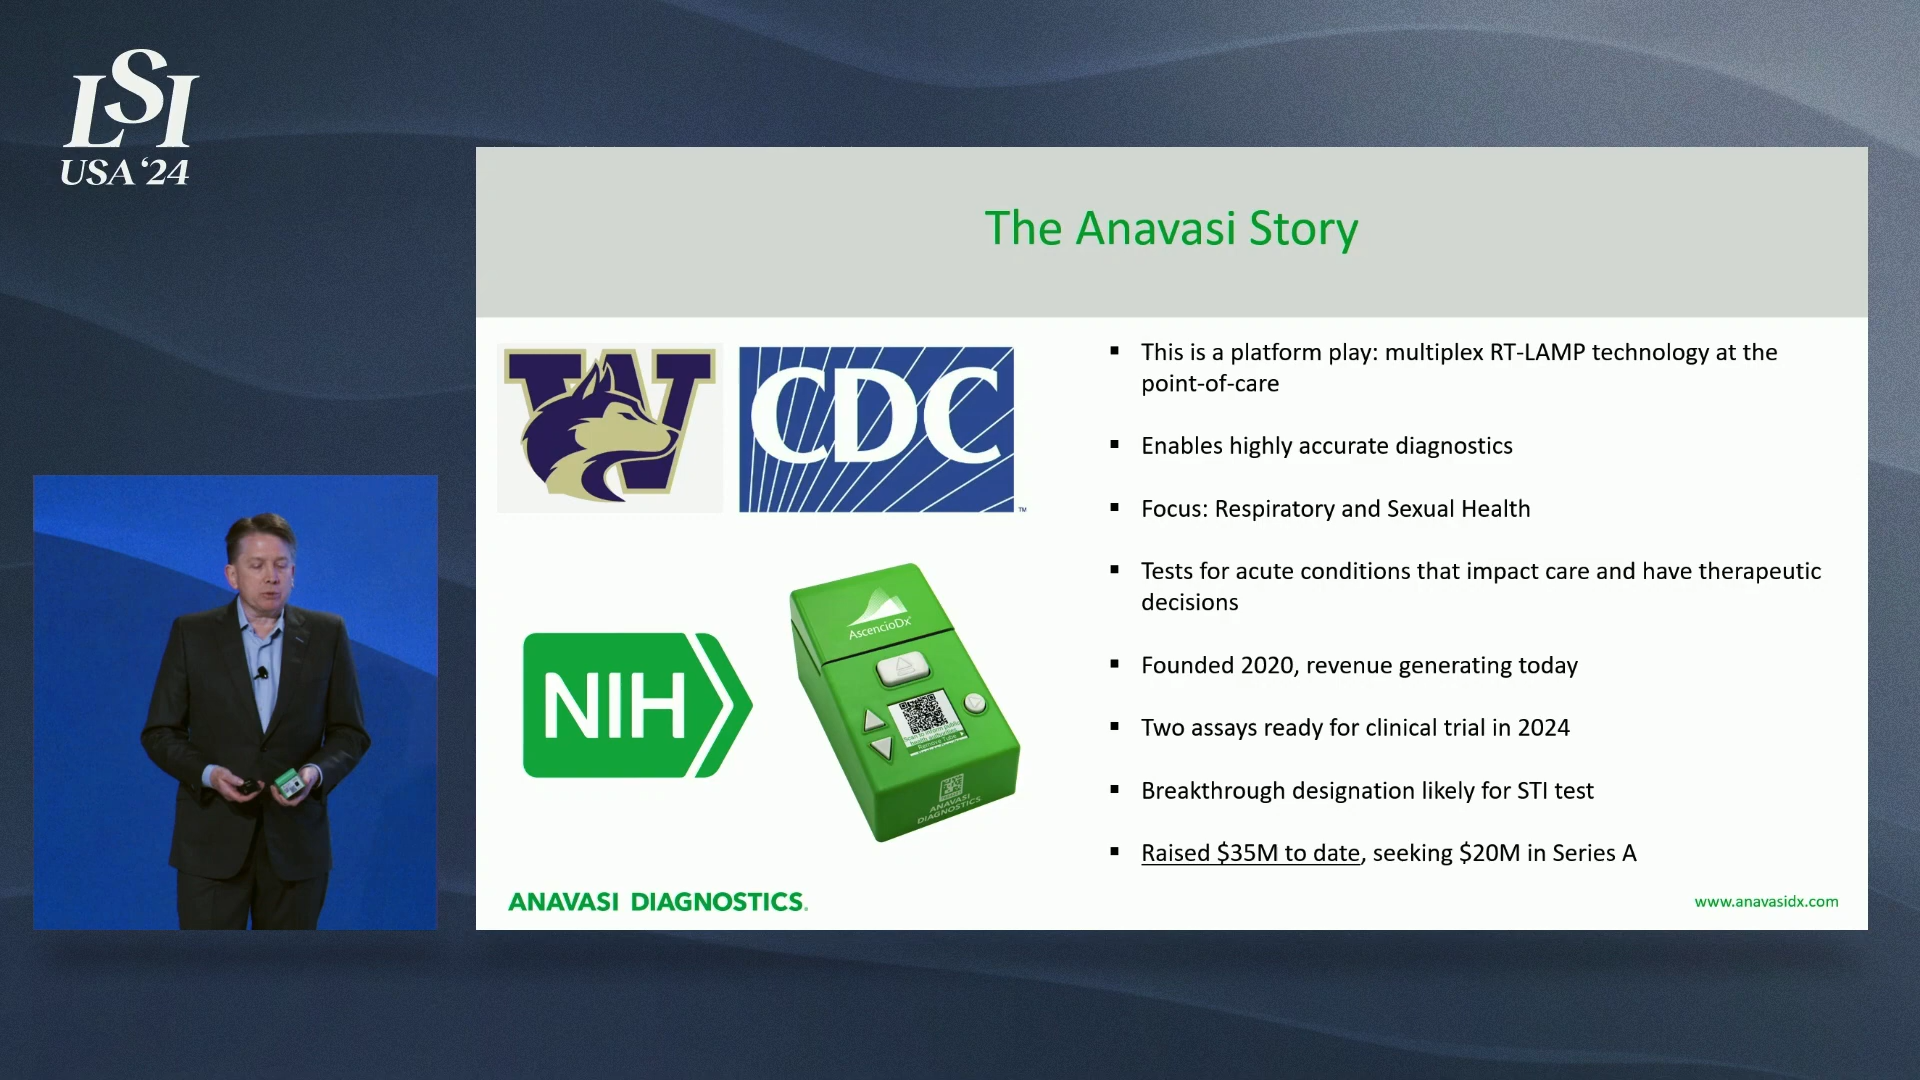 LSI
USA '24
The Anavasi Story
W
CDC
™
NIH
AscencioDx
ANAVASI
DIAGNOSTICS
▪ This is a platform play: multiplex RT-LAMP technology at the
point-of-care
▪ Enables highly accurate diagnostics
▪ Focus: Respiratory and Sexual Health
▪ Tests for acute conditions that impact care and have therapeutic
decisions
▪ Founded 2020, revenue generating today
▪ Two assays ready for clinical trial in 2024
▪ Breakthrough designation likely for STI test
▪ Raised $35M to date, seeking $20M in Series A
ANAVASI DIAGNOSTICS.
www.anavasidx.com